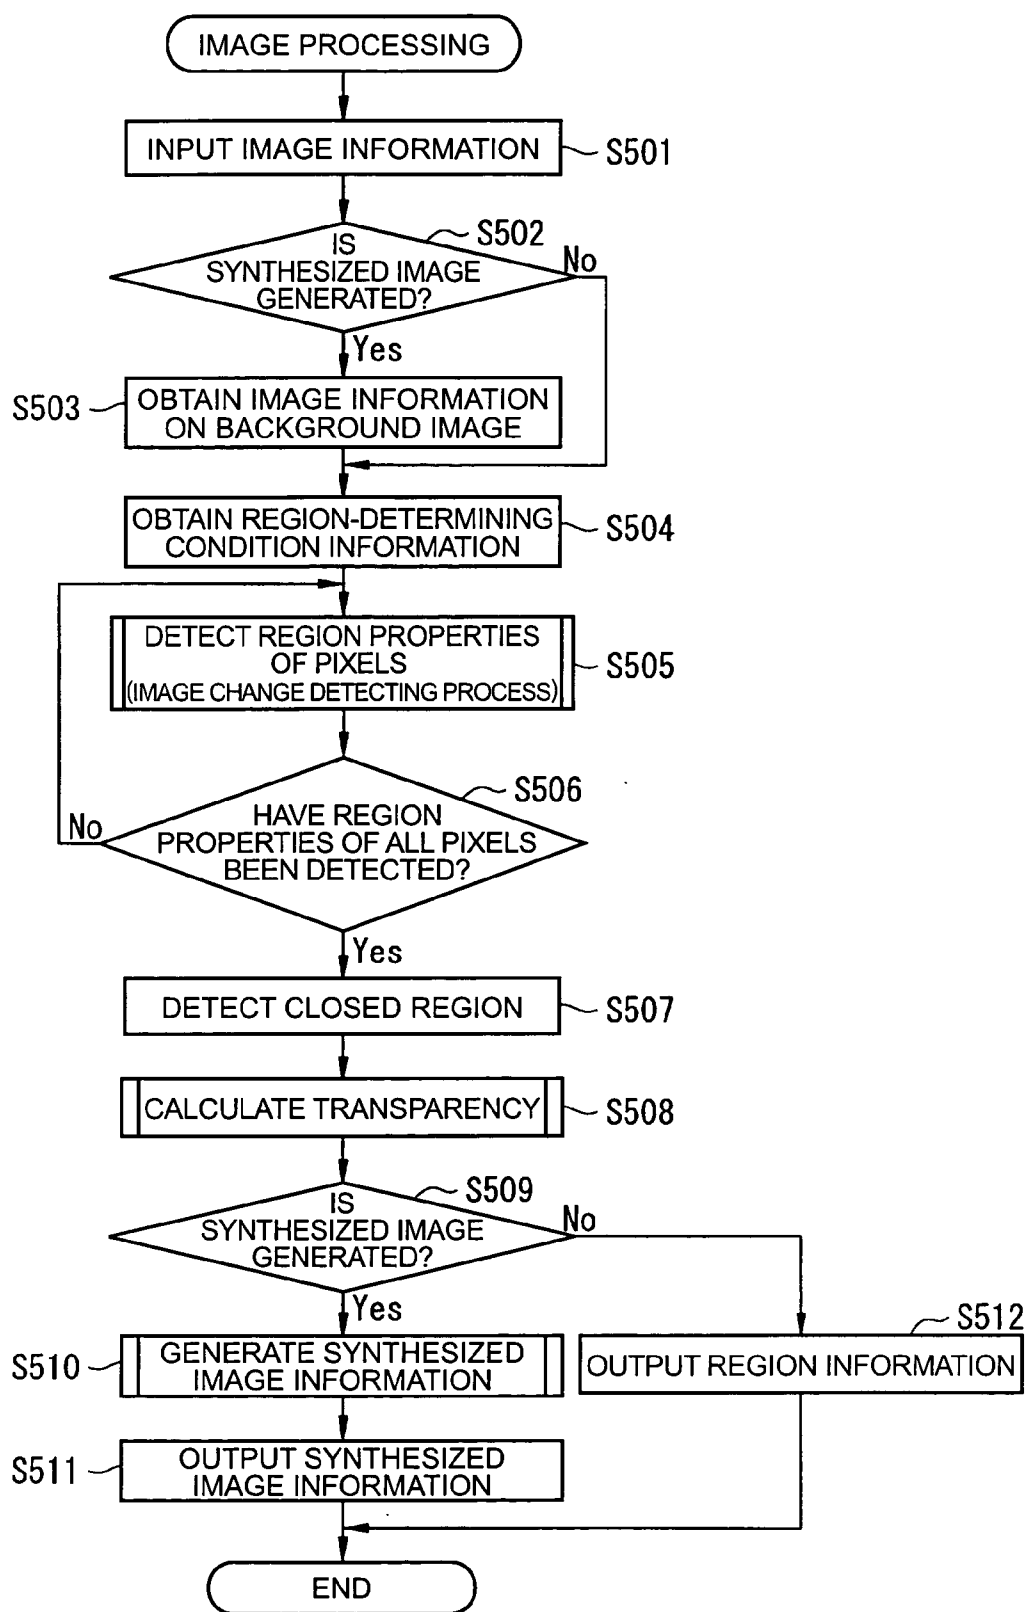 IMAGE PROCESSING
INPUT IMAGE INFORMATION
S501
S502
IS
SYNTHESIZED IMAGE
GENERATED?
No
Yes
S503
OBTAIN IMAGE INFORMATION
ON BACKGROUND IMAGE
OBTAIN REGION-DETERMINING
CONDITION INFORMATION
S504
DETECT REGION PROPERTIES
OF PIXELS
(IMAGE CHANGE DETECTING PROCESS)
S505
S506
HAVE REGION
PROPERTIES OF ALL PIXELS
BEEN DETECTED?
No
Yes
DETECT CLOSED REGION
S507
CALCULATE TRANSPARENCY
S508
S509
IS
SYNTHESIZED IMAGE
GENERATED?
No
Yes
S510
GENERATE SYNTHESIZED
IMAGE INFORMATION
S512
OUTPUT REGION INFORMATION
S511
OUTPUT SYNTHESIZED
IMAGE INFORMATION
END